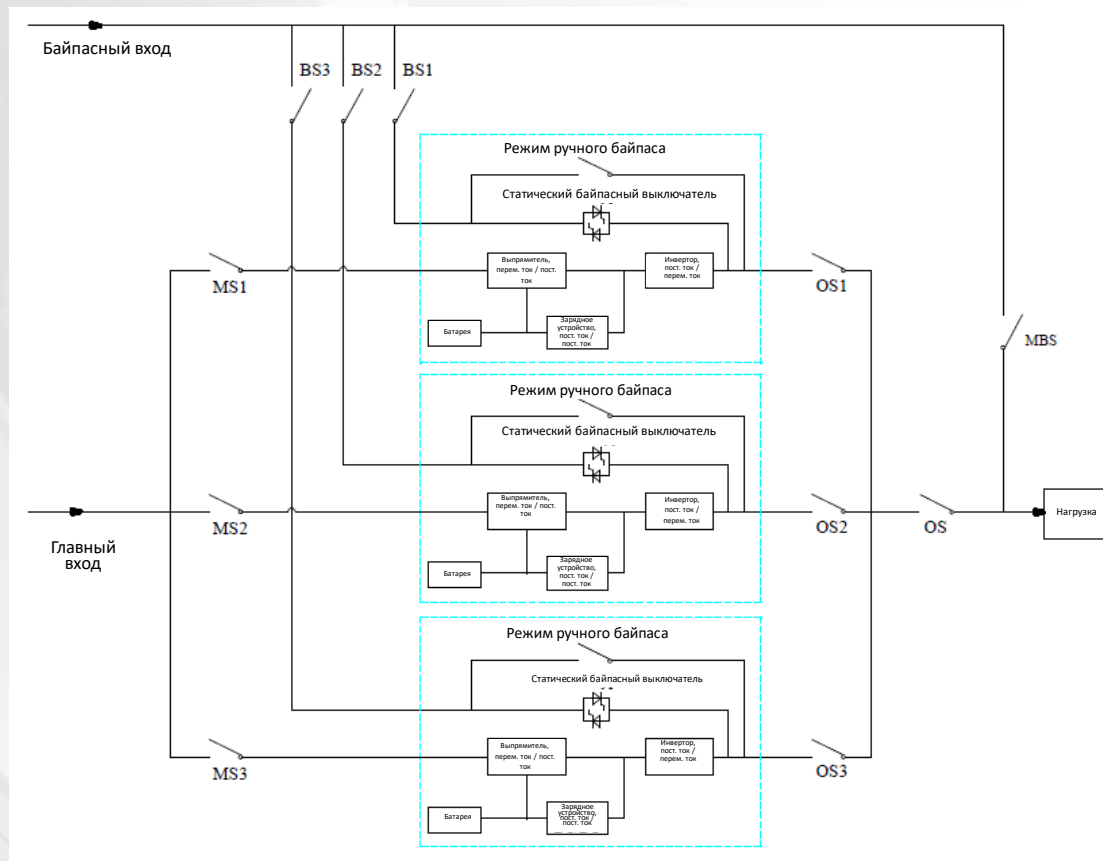 Байпасный вход
BS3
BS2
BS1
Режим ручного байпаса
Статический байпасный выключатель
Выпрямитель,
перем. ток / пост.
ток
Инвертор,
пост. ток /
перем. ток
MS1
OS1
Батарея
Зарядное
устройство,
пост. ток /
пост. ток
MBS
Режим ручного байпаса
Статический байпасный выключатель
Выпрямитель,
перем. ток / пост.
ток
Инвертор,
пост. ток /
перем. ток
MS2
OS2
OS
Нагрузка
Главный
вход
Батарея
Зарядное
устройство,
пост. ток /
пост. ток
Режим ручного байпаса
Статический байпасный выключатель
Выпрямитель,
перем. ток / пост.
ток
Инвертор,
пост. ток /
перем. ток
MS3
OS3
Батарея
Зарядное
устройство,
пост. ток /
пост. ток